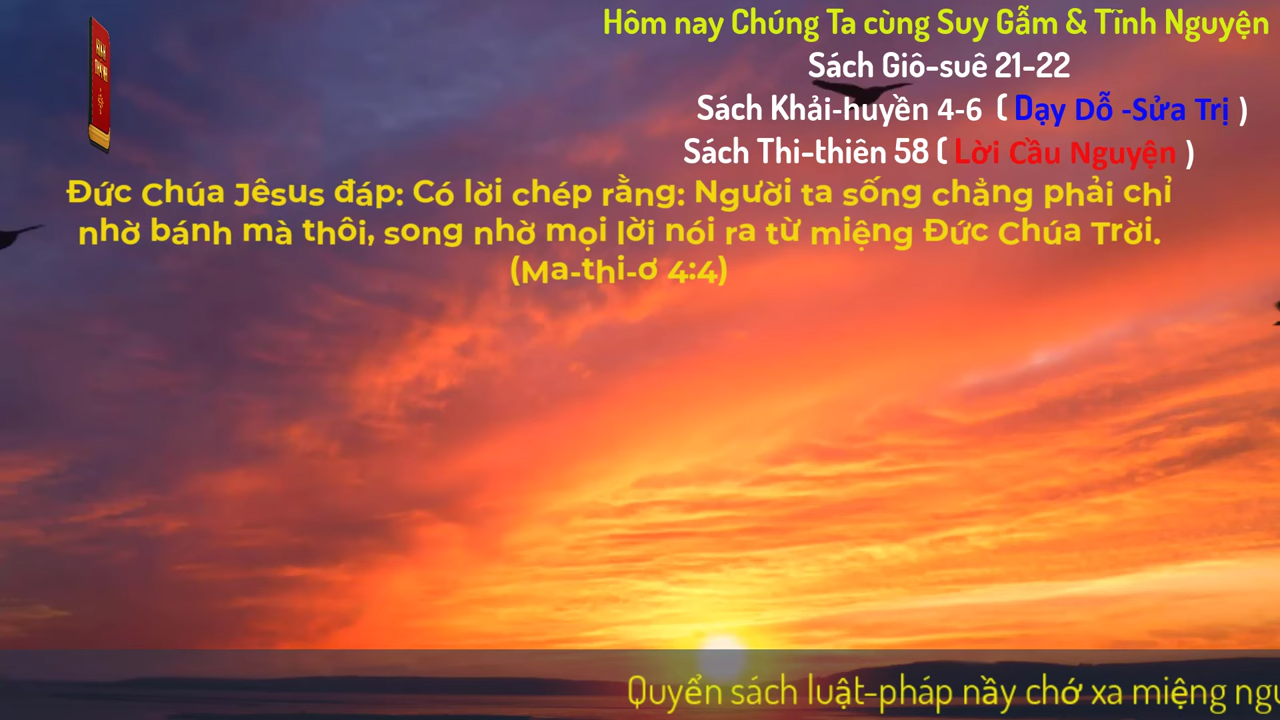 Hôm nay Chúng Ta cùng Suy Gẫm & Tĩnh Nguyện
Sách Giô-suê 21-22
Sách Khải-huyền 4-6 ( Dạy Dỗ -Sửa Trị )
Sách Thi-thiên 58 ( Lời Cầu Nguyện )
Đức Chúa Jêsus đáp: Có lời chép rằng: Người ta sống chẳng phải chỉ
nhờ bánh mà thôi, song nhờ mọi lời nói ra từ miệng Đức Chúa Trời.
(Ma-thi-ơ 4:4)
Quyển sách luật-pháp nầy chớ xa miệng